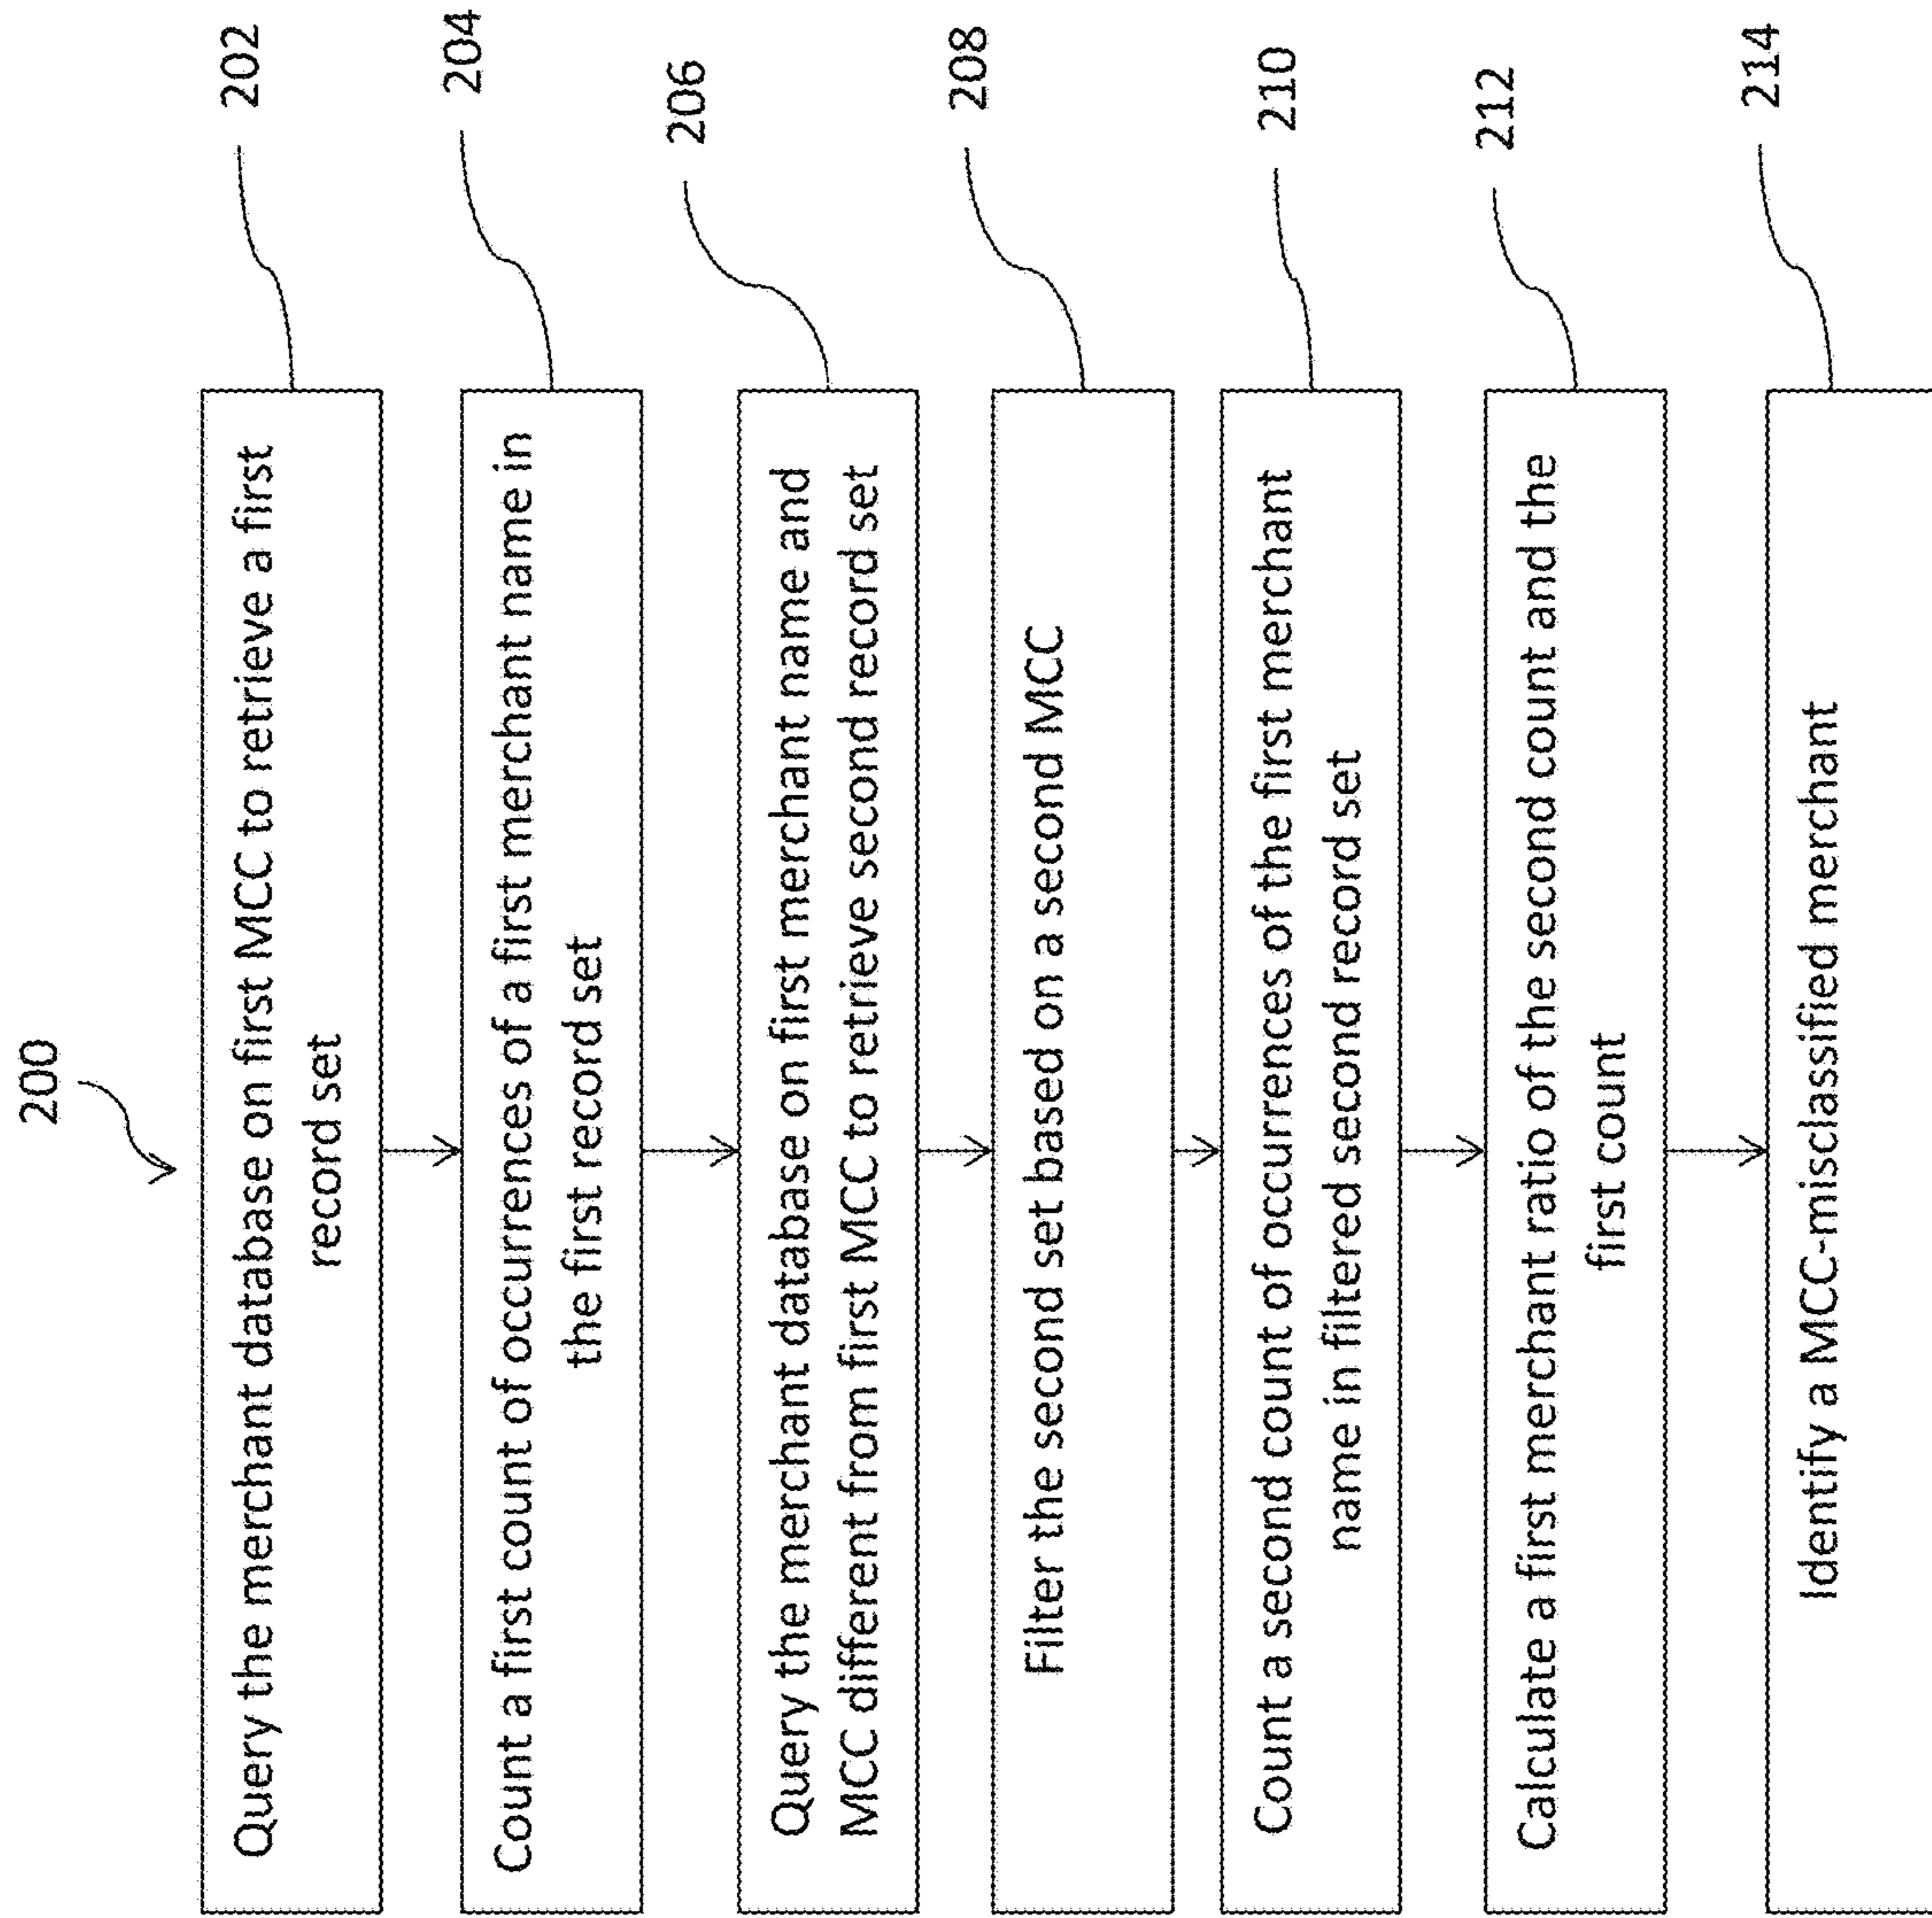 200
Query the merchant database on first MCC to retrieve a first
record set
202
Count a first count of occurrences of a first merchant name in
the first record set
204
Query the merchant database on first merchant name and
MCC different from first MCC to retrieve second record set
206
Filter the second set based on a second MCC
208
Count a second count of occurrences of the first merchant
name in filtered second record set
210
Calculate a first merchant ratio of the second count and the
first count
212
Identify a MCC-misclassified merchant
214